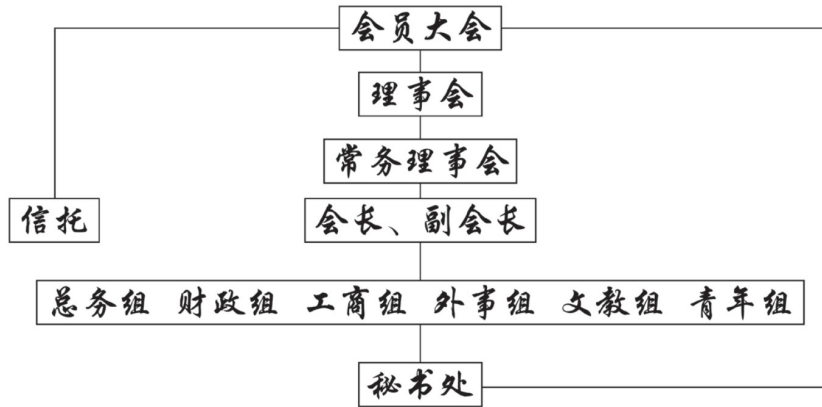 会员大会
理事会
常务理事会
信托
会长、副会长
总务组 财政组 工商组 外事组 文教组 青年组
秘书处